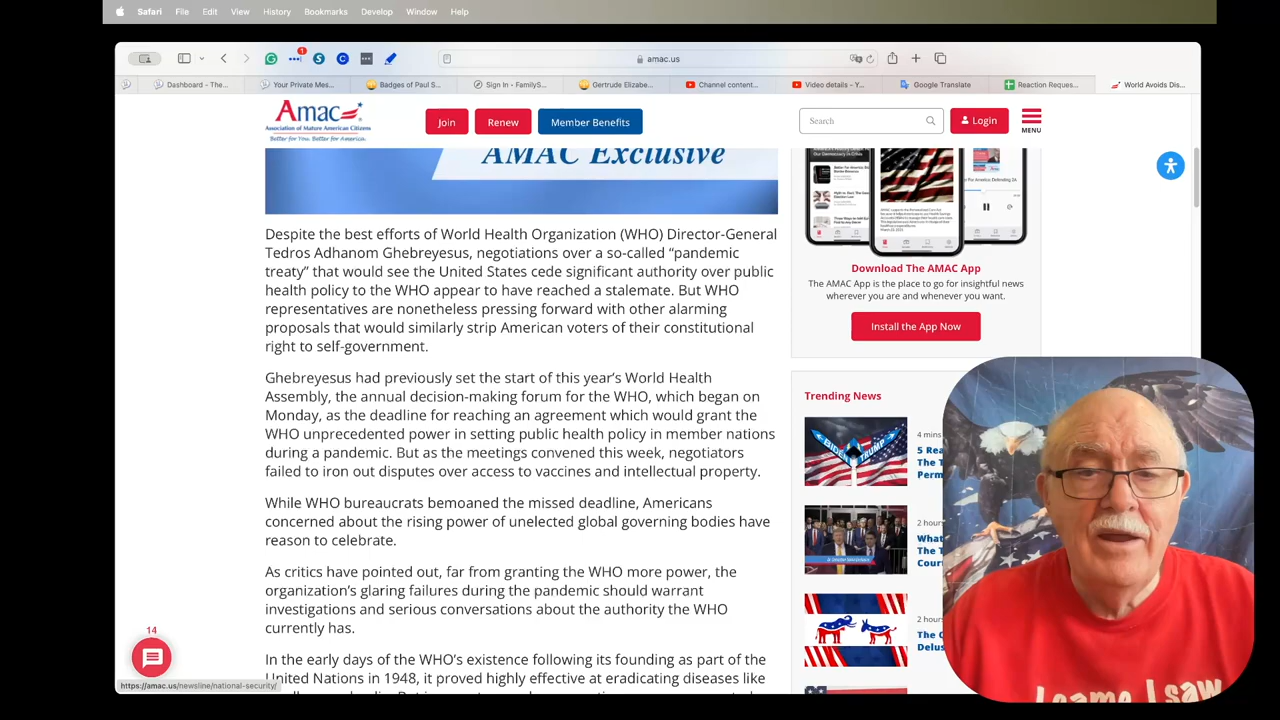 Safari File Edit View History Bookmarks Develop Window Help
1
amac.us
Dashboard - The...
Your Private Mes...
Badges of Paul S...
Sign In - FamilyS...
Gertrude Elizabe...
Channel content...
Video details - Y...
Google Translate
Reaction Reques...
World Avoids Dis...
Amac
Association of Mature American Citizens
Better for You. Better for America.
Join
Renew
Member Benefits
Search
Login
MENU
AMAC Exclusive
Despite the best efforts of World Health Organization (WHO) Director-General
Tedros Adhanom Ghebreyesus, negotiations over a so-called “pandemic
treaty” that would see the United States cede significant authority over public
health policy to the WHO appear to have reached a stalemate. But WHO
representatives are nonetheless pressing forward with other alarming
proposals that would similarly strip American voters of their constitutional
right to self-government.
Ghebreyesus had previously set the start of this year’s World Health
Assembly, the annual decision-making forum for the WHO, which began on
Monday, as the deadline for reaching an agreement which would grant the
WHO unprecedented power in setting public health policy in member nations
during a pandemic. But as the meetings convened this week, negotiators
failed to iron out disputes over access to vaccines and intellectual property.
While WHO bureaucrats bemoaned the missed deadline, Americans
concerned about the rising power of unelected global governing bodies have
reason to celebrate.
As critics have pointed out, far from granting the WHO more power, the
organization’s glaring failures during the pandemic should warrant
investigations and serious conversations about the authority the WHO
currently has.
In the early days of the WHO’s existence following its founding as part of the
United Nations in 1948, it proved highly effective at eradicating diseases like
Download The AMAC App
The AMAC App is the place to go for insightful news
wherever you are and whenever you want.
Install the App Now
Trending News
BIDEN TRUMP
4 mins
5 Rea
The T
Perm
2 hour
What
The T
Cour
2 hour
The C
Delus
14
https://amac.us/newsline/national-security/
I came I saw